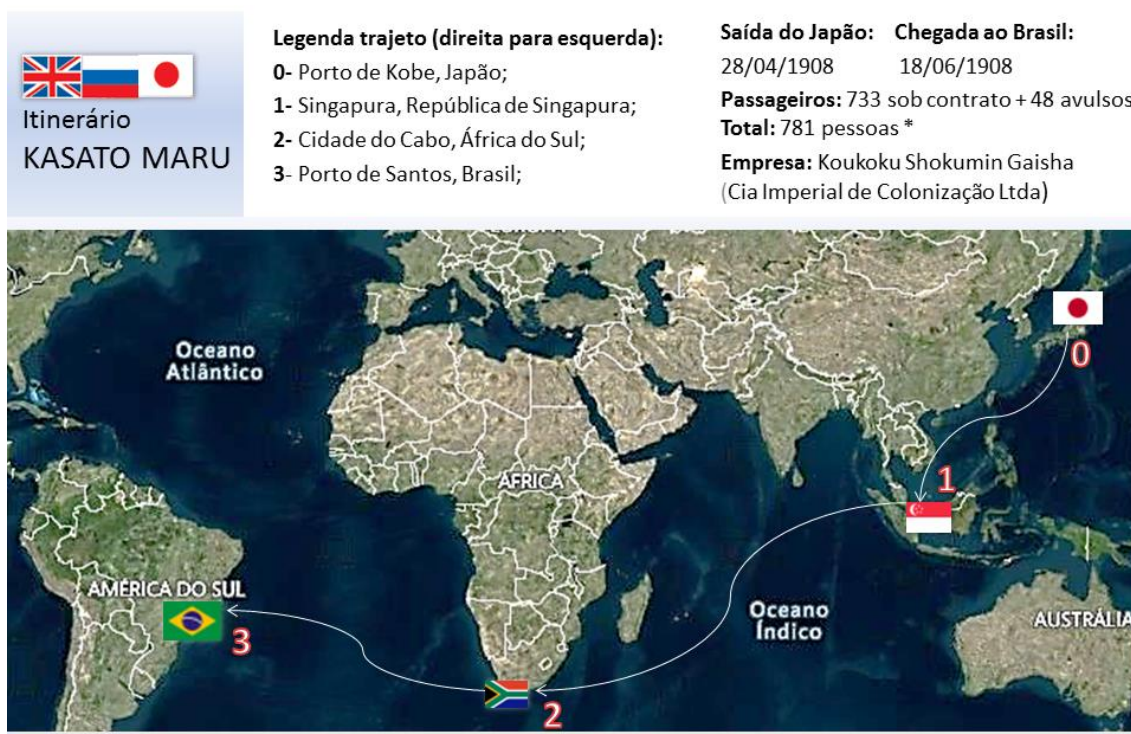 Itinerário
KASATO MARU
Legenda trajeto (direita para esquerda):
0- Porto de Kobe, Japão;
1- Singapura, República de Singapura;
2- Cidade do Cabo, África do Sul;
3- Porto de Santos, Brasil;
Saída do Japão: Chegada ao Brasil:
28/04/1908 18/06/1908
Passageiros: 733 sob contrato + 48 avulsos
Total: 781 pessoas *
Empresa: Koukoku Shokumin Gaisha
(Cia Imperial de Colonização Ltda)
Oceano
Atlântico
0
1
ÁFRICA
AMÉRICA DO SUL
3
Oceano
Índico
AUSTRÁLIA
2